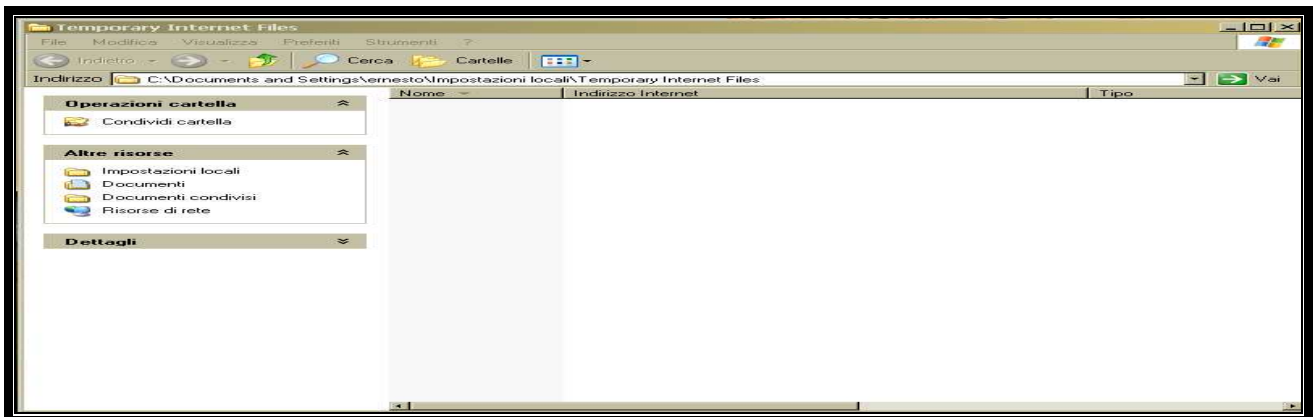 Temporary Internet Files
File Modifica Visualizza Preferiti Strumenti ?
Indietro Cerca Cartelle
Indirizzo C:\Documents and Settings\ernesto\Impostazioni locali\Temporary Internet Files Vai
Nome Indirizzo Internet Tipo
Operazioni cartella
Condividi cartella
Altre risorse
Impostazioni locali
Documenti
Documenti condivisi
Risorse di rete
Dettagli